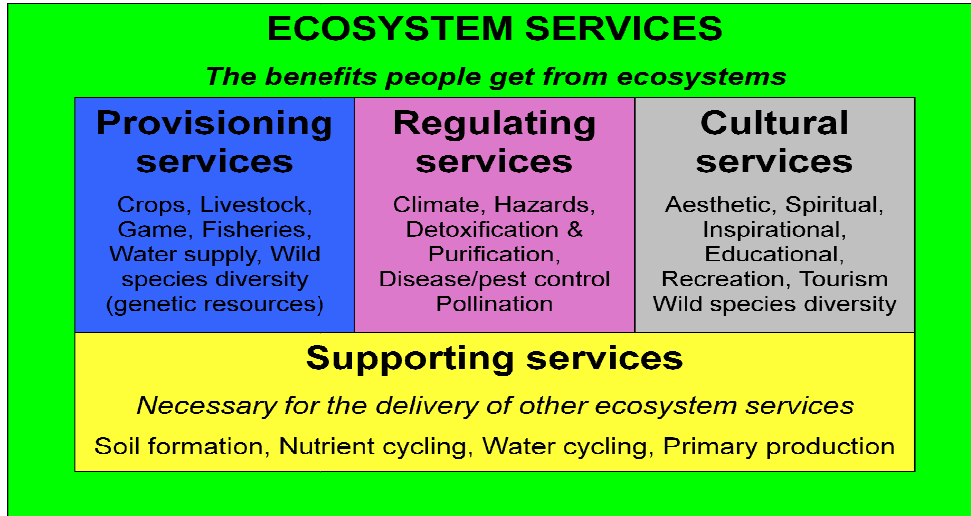 ECOSYSTEM SERVICES
The benefits people get from ecosystems
Provisioning
services
Crops, Livestock,
Game, Fisheries,
Water supply, Wild
species diversity
(genetic resources)
Regulating
services
Climate, Hazards,
Detoxification &
Purification,
Disease/pest control
Pollination
Cultural
services
Aesthetic, Spiritual,
Inspirational,
Educational,
Recreation, Tourism
Wild species diversity
Supporting services
Necessary for the delivery of other ecosystem services
Soil formation, Nutrient cycling, Water cycling, Primary production